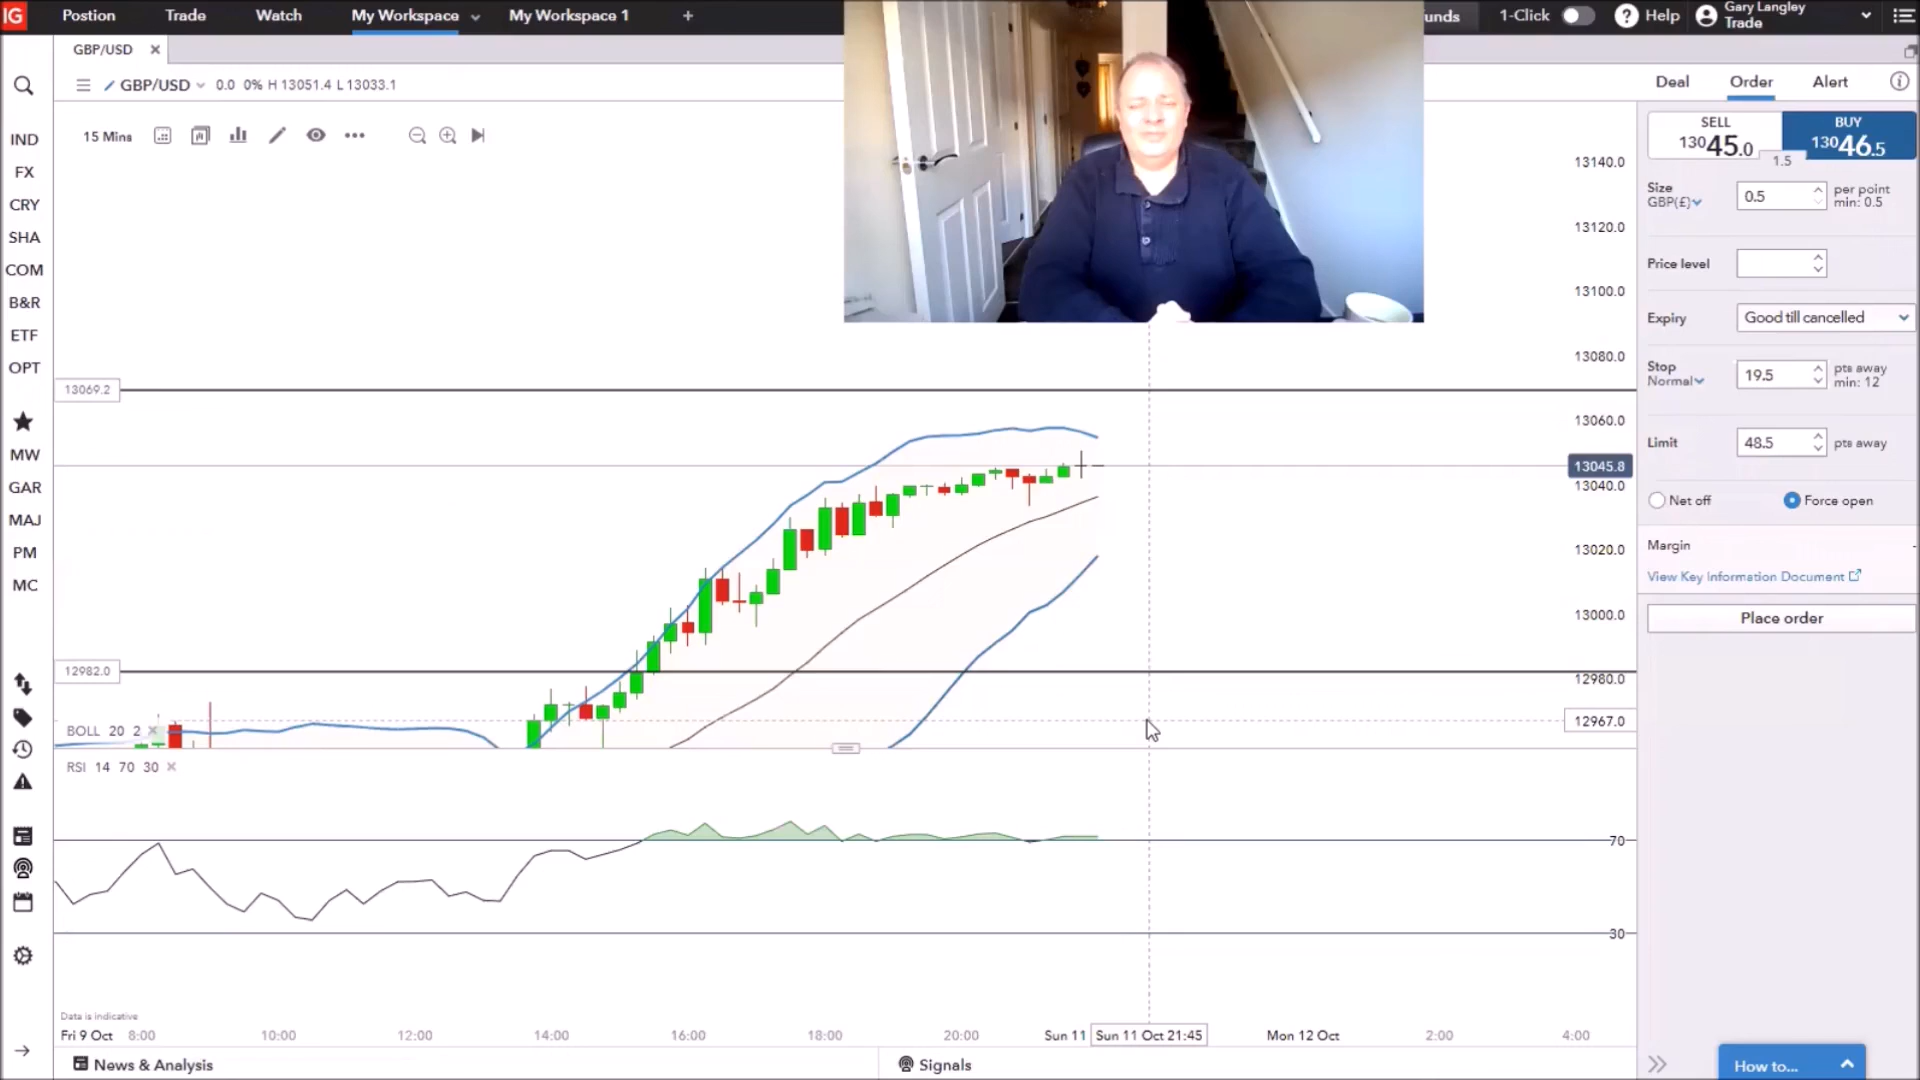 IG Postion Trade Watch My Workspace My Workspace 1 + unds 1-Click Help Gary Langley
Trade
GBP/USD
GBP/USD 0.0 0% H 13051.4 L 13033.1
Deal Order Alert
15 Mins
SELL BUY
13045.0 13046.5
1.5
Size
GBP(£)
0.5
per point
min: 0.5
Price level
Expiry Good till cancelled
Stop
Normal
19.5
pts away
min: 12
Limit 48.5 pts away
Net off Force open
Margin -
View Key Information Document
Place order
IND
FX
CRY
SHA
COM
B&R
ETF
OPT
MW
GAR
MAJ
PM
MC
13140.0
13120.0
13100.0
13080.0
13069.2
13060.0
13045.8
13040.0
13020.0
13000.0
12982.0
12980.0
12967.0
BOLL 20 2
RSI 14 70 30
70
30
Data is indicative
Fri 9 Oct 8:00 10:00 12:00 14:00 16:00 18:00 20:00 Sun 11 Sun 11 Oct 21:45 Mon 12 Oct 2:00 4:00
News & Analysis Signals How to...